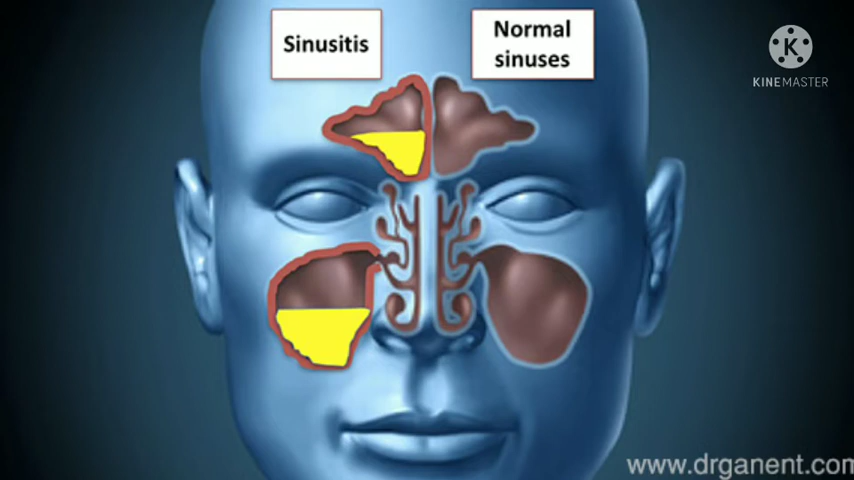 Sinusitis
Normal
sinuses
K
KINEMASTER
www.drganent.com